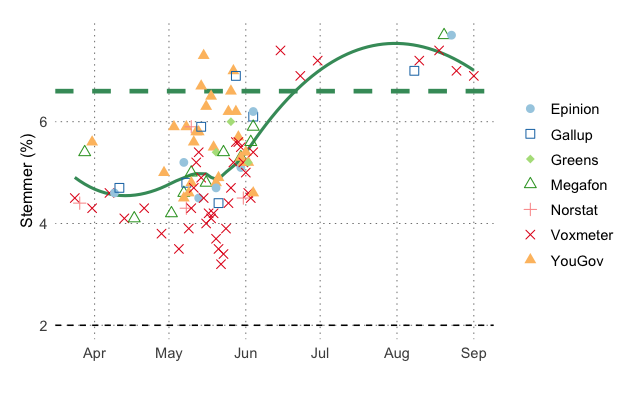 Stemmer (%)
6
4
2
Apr May Jun Jul Aug Sep
Epinion
Gallup
Greens
Megafon
Norstat
Voxmeter
YouGov